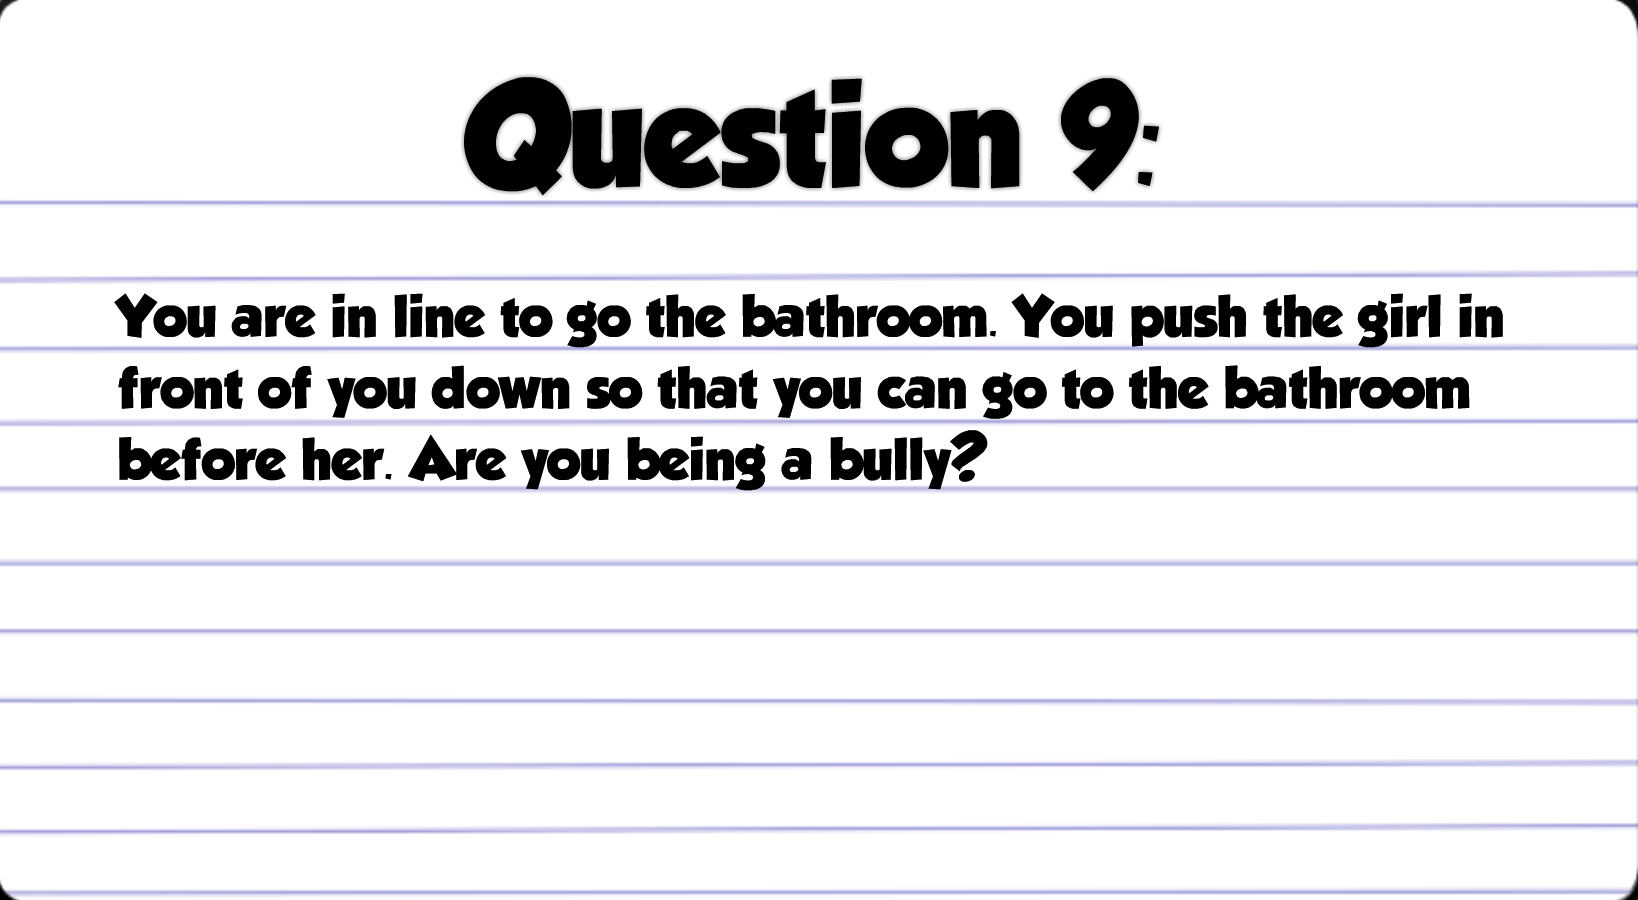 Question 9:
You are in line to go the bathroom. You push the girl in
front of you down so that you can go to the bathroom
before her. Are you being a bully?